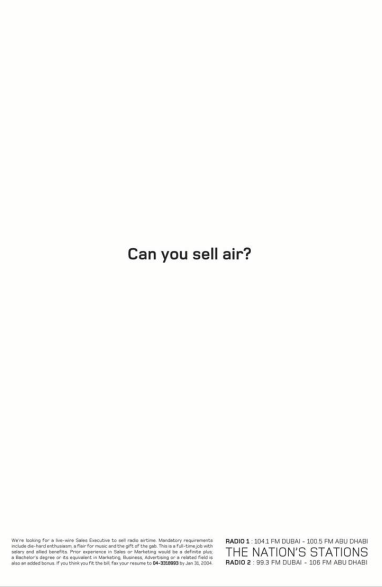 Can you sell air?
We're looking for a live-wire Sales Executive to sell radio airtime. Mandatory requirements
include die-hard enthusiasm, a flair for music and the gift of the gab. This is a full-time job with
salary and allied benefits. Prior experience in Sales or Marketing would be a definite plus;
a Bachelor's degree or its equivalent in Marketing, Business, Advertising or a related field is
also an added bonus. If you think you fit the bill, fax your resume to 04-3310993 by Jan 31, 2004.
RADIO 1 : 104.1 FM DUBAI - 100.5 FM ABU DHABI
THE NATION'S STATIONS
RADIO 2 : 99.3 FM DUBAI - 106 FM ABU DHABI